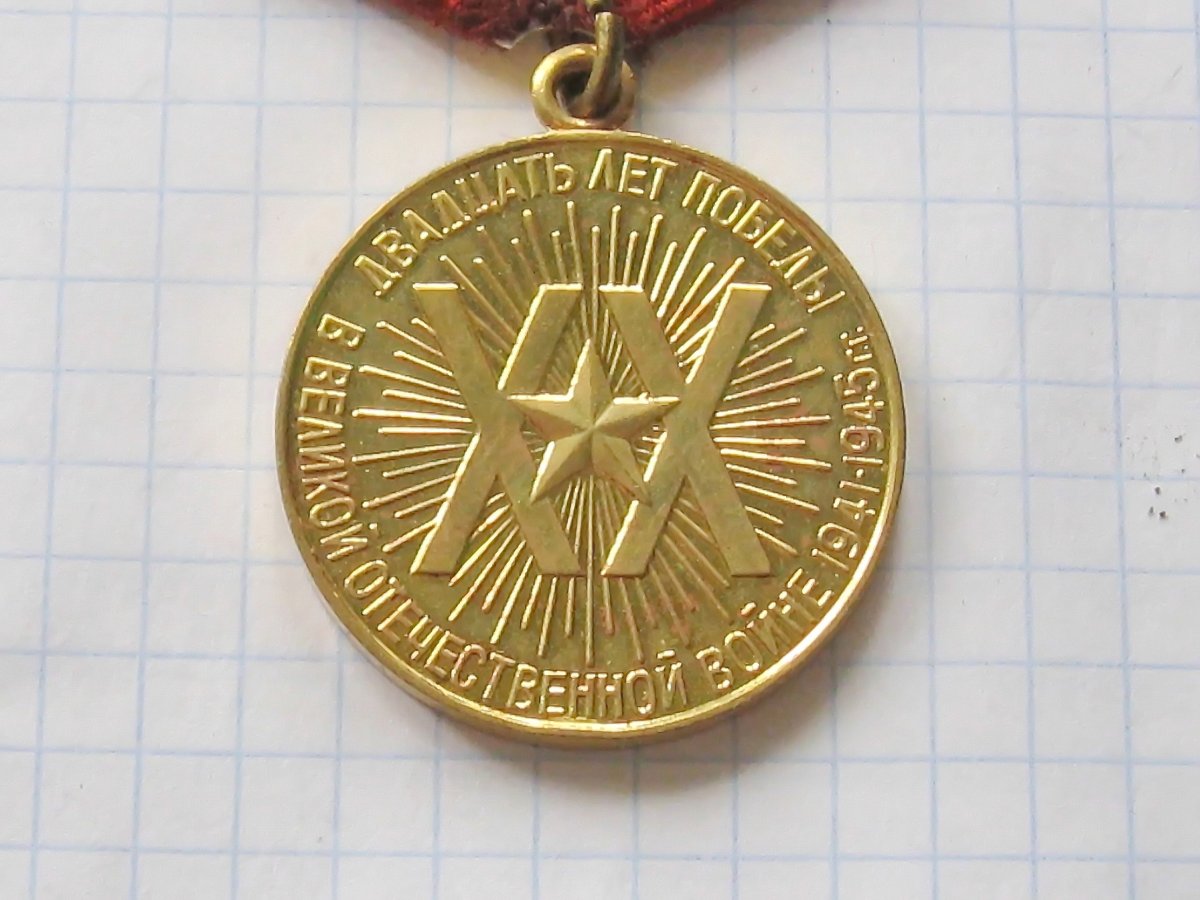 ДВАДЦАТЬ ЛЕТ ПОБЕДЫ
В ВЕЛИКОЙ ОТЕЧЕСТВЕННОЙ ВОЙНЕ 1941-1945 гг.
XX